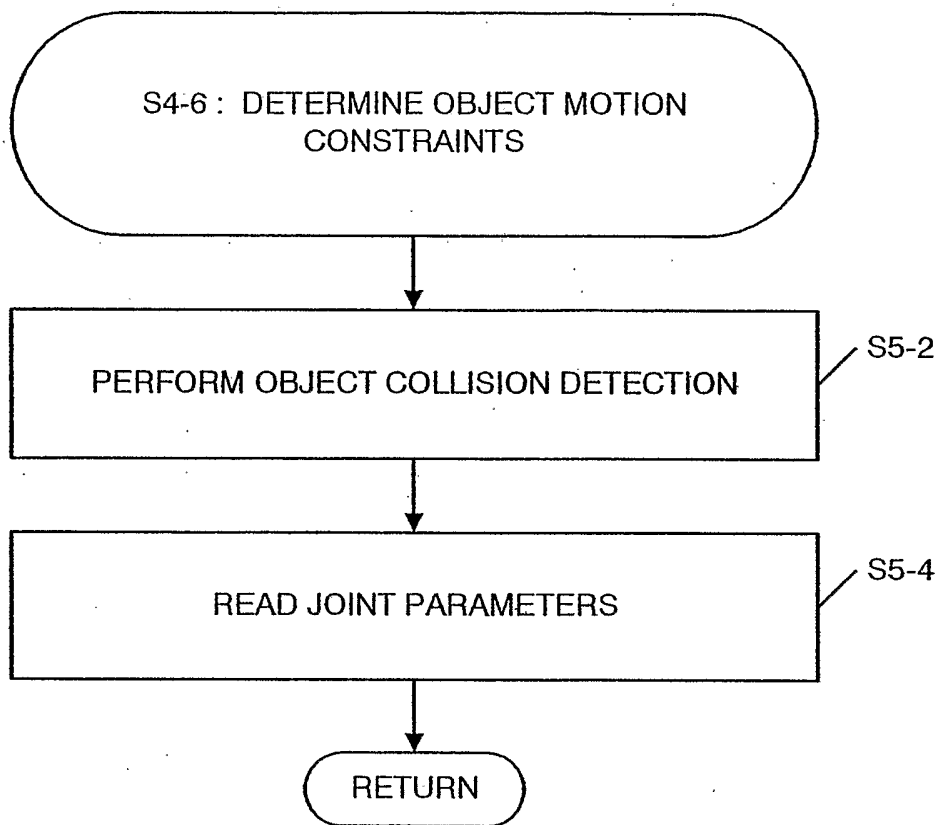 S4-6 : DETERMINE OBJECT MOTION
CONSTRAINTS
PERFORM OBJECT COLLISION DETECTION
S5-2
READ JOINT PARAMETERS
S5-4
RETURN